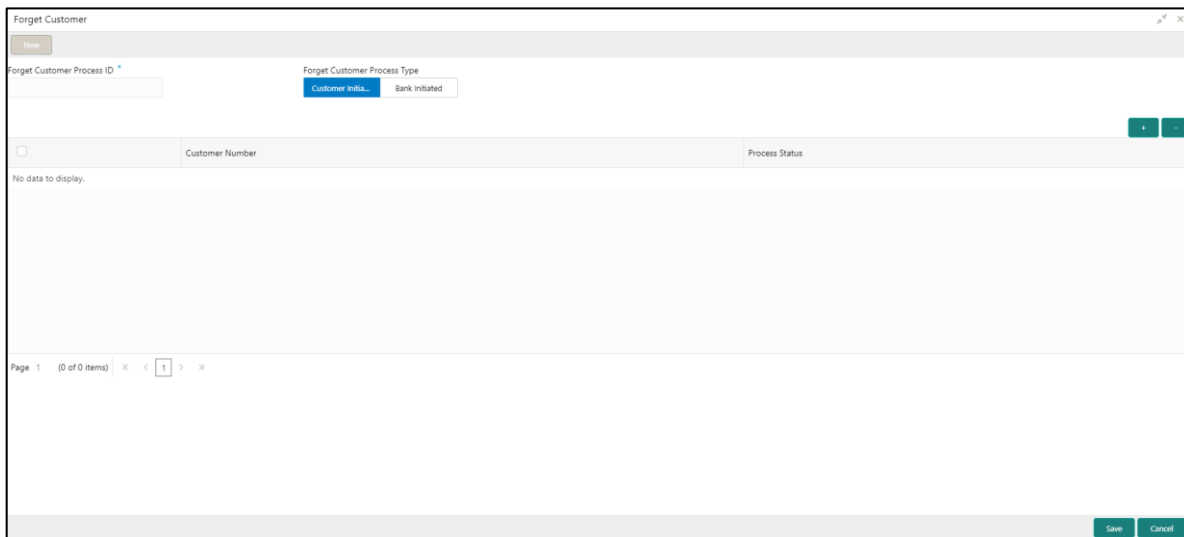 Forget Customer
New
Forget Customer Process ID *
Forget Customer Process Type
Customer Initia... Bank Initiated
+ -
Customer Number Process Status
No data to display.
Page 1 (0 of 0 items) 1
Save Cancel